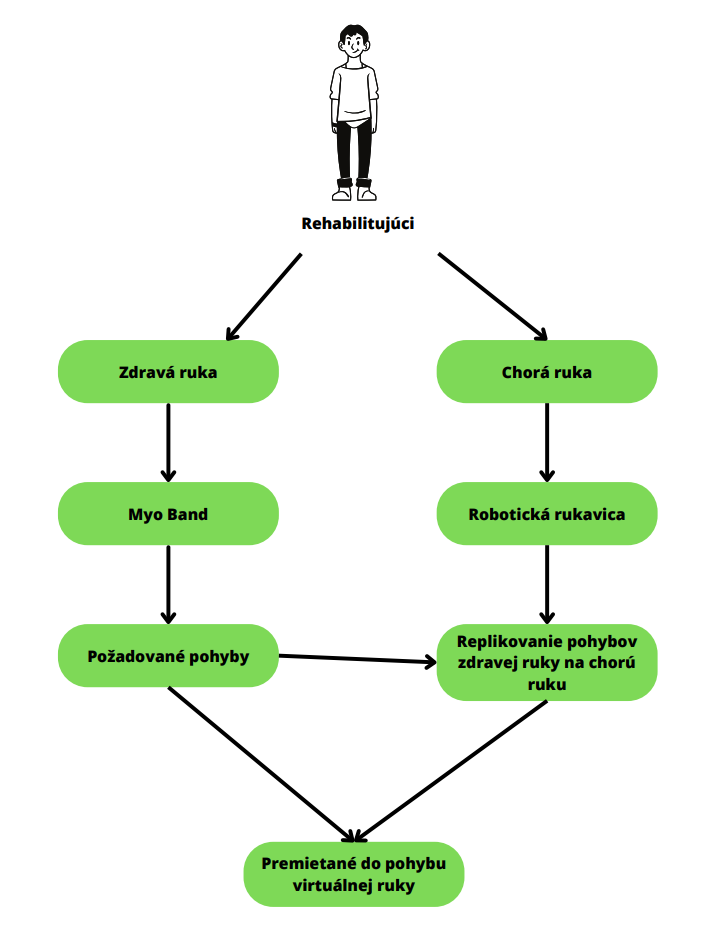 Rehabilitujúci
Zdravá ruka
Chorá ruka
Myo Band
Robotická rukavica
Požadované pohyby
Replikovanie pohybov
zdravej ruky na chorú
ruku
Premietané do pohybu
virtuálnej ruky